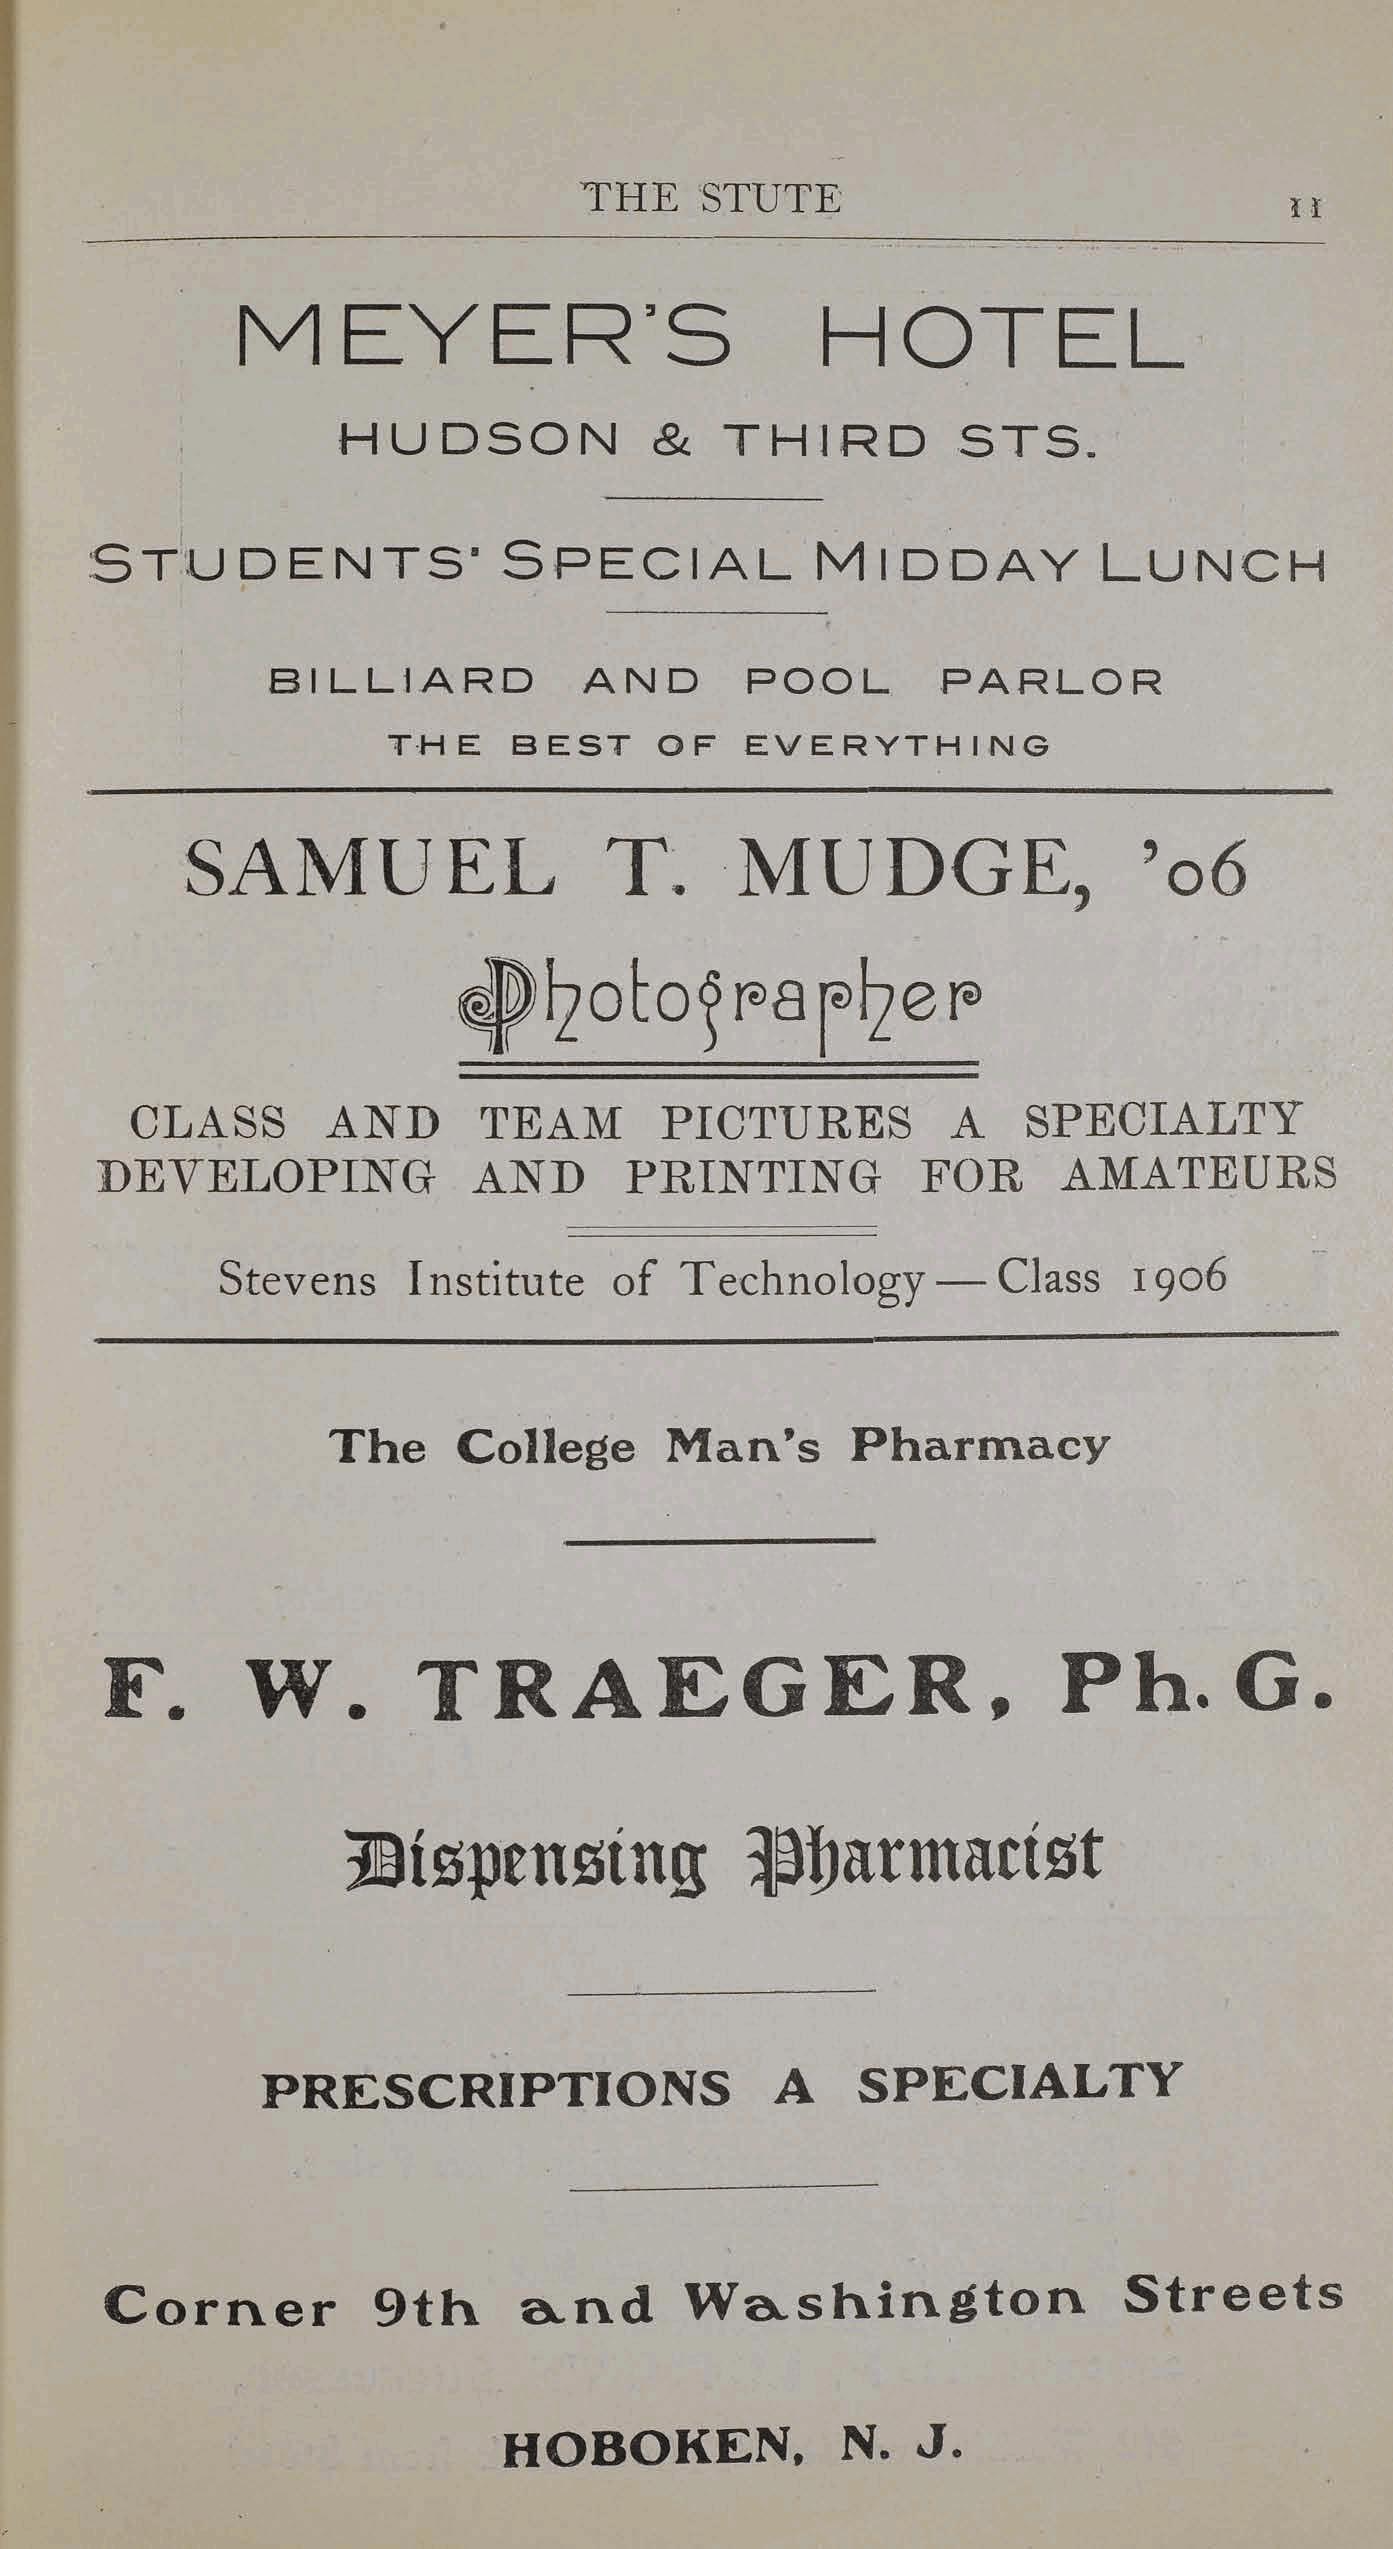 THE STUTE 11
MEYER'S HOTEL
HUDSON & THIRD STS.
STUDENTS' SPECIAL MIDDAY LUNCH
BILLIARD AND POOL PARLOR
THE BEST OF EVERYTHING
SAMUEL T. MUDGE, '06
Photographer
CLASS AND TEAM PICTURES A SPECIALTY
DEVELOPING AND PRINTING FOR AMATEURS
Stevens Institute of Technology — Class 1906
The College Man's Pharmacy
F. W. TRAEGER, Ph. G.
Dispensing Pharmacist
PRESCRIPTIONS A SPECIALTY
Corner 9th and Washington Streets
HOBOKEN, N. J.